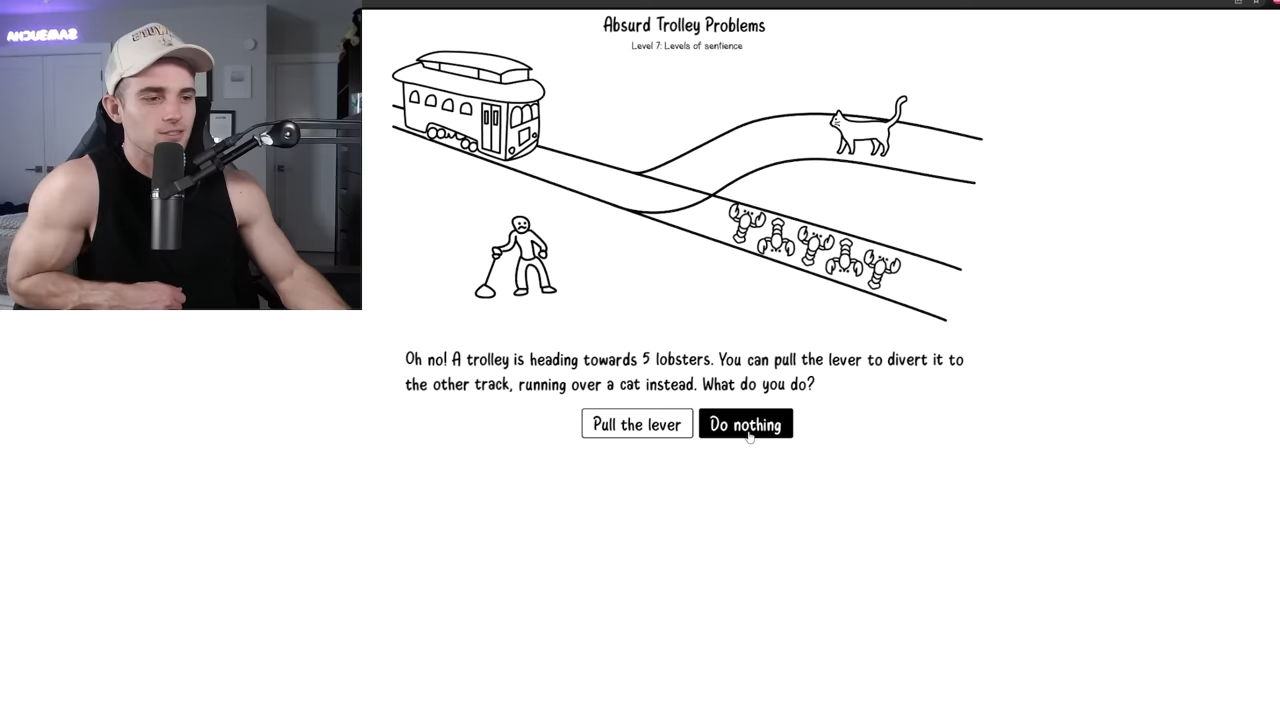 Absurd Trolley Problems
Level 7: Levels of sentience
Oh no! A trolley is heading towards 5 lobsters. You can pull the lever to divert it to
the other track, running over a cat instead. What do you do?
Pull the lever
Do nothing